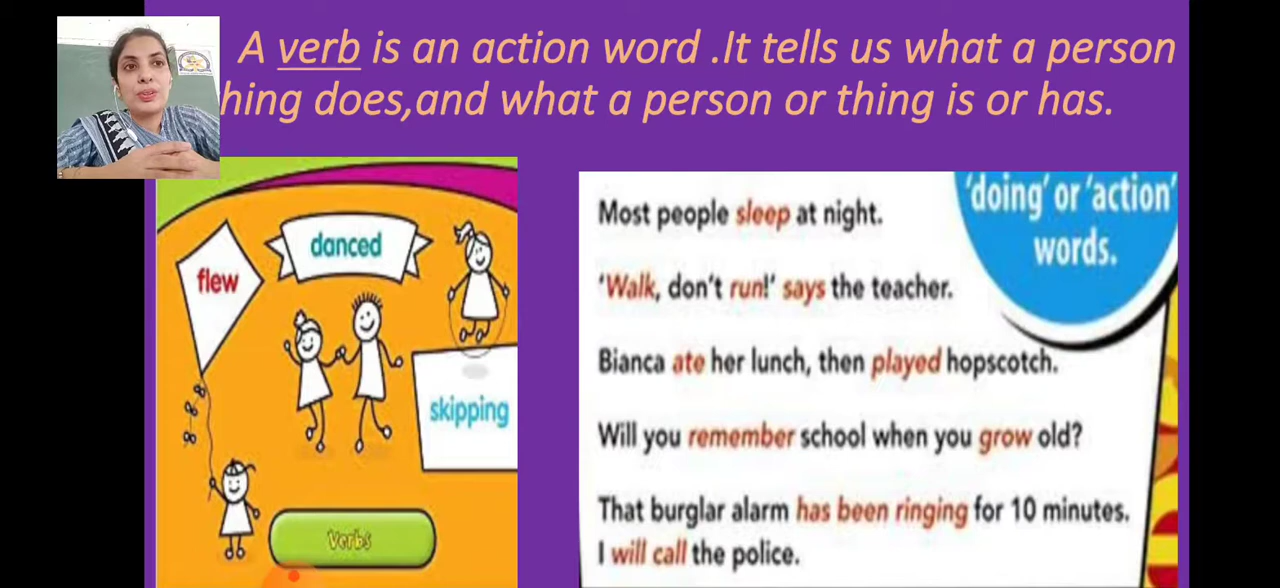 A verb is an action word .It tells us what a person
hing does,and what a person or thing is or has.
flew
danced
skipping
Verbs
'doing' or 'action'
words.
Most people sleep at night.
'Walk, don't run!' says the teacher.
Bianca ate her lunch, then played hopscotch.
Will you remember school when you grow old?
That burglar alarm has been ringing for 10 minutes.
I will call the police.